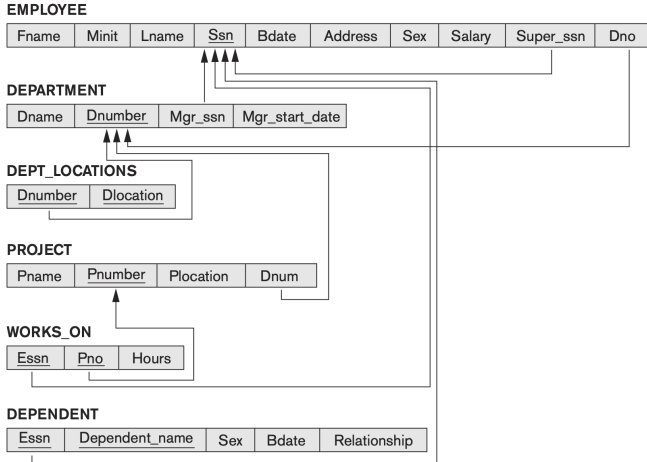 EMPLOYEE
Fname Minit Lname Ssn Bdate Address Sex Salary Super_ssn Dno
DEPARTMENT
Dname Dnumber Mgr_ssn Mgr_start_date
DEPT_LOCATIONS
Dnumber Dlocation
PROJECT
Pname Pnumber Plocation Dnum
WORKS_ON
Essn Pno Hours
DEPENDENT
Essn Dependent_name Sex Bdate Relationship